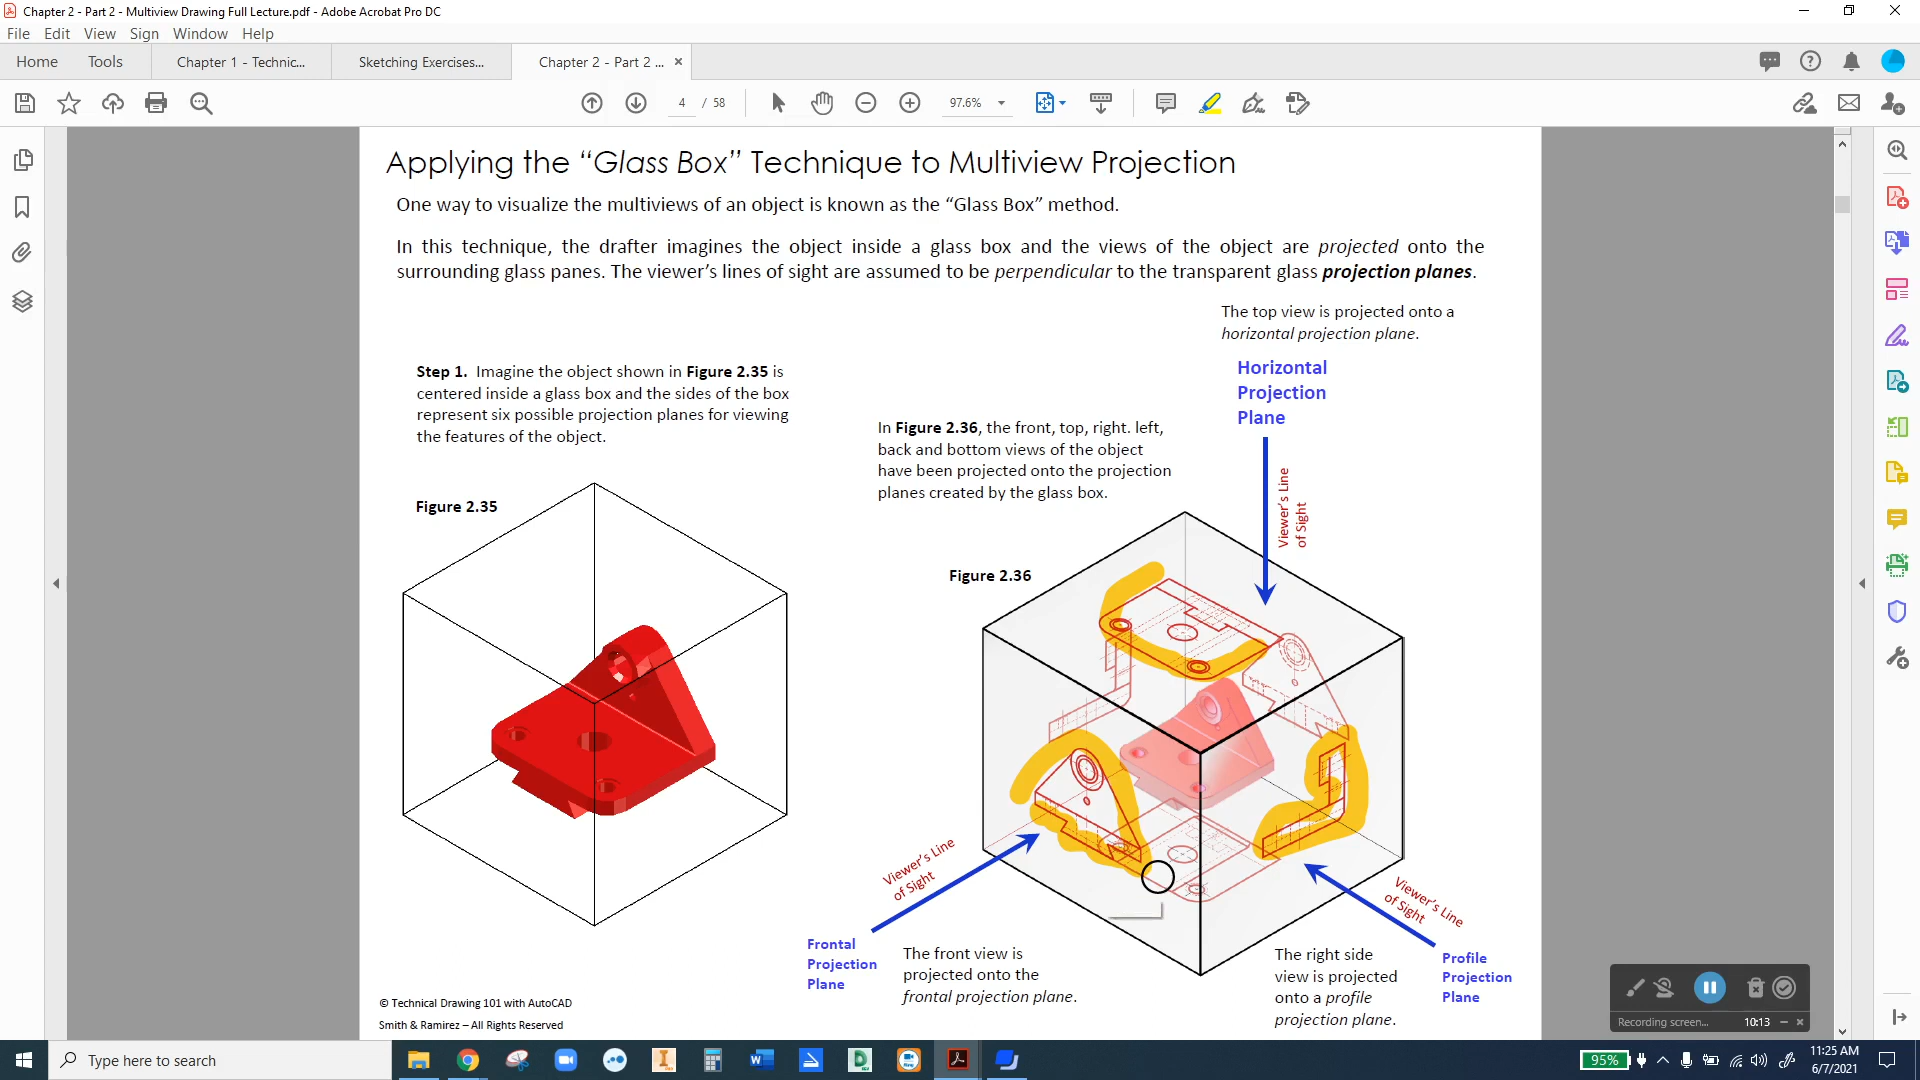 Chapter 2 - Part 2 - Multiview Drawing Full Lecture.pdf - Adobe Acrobat Pro DC
File Edit View Sign Window Help
Home Tools Chapter 1 - Technic... Sketching Exercises... Chapter 2 - Part 2 ...
4 / 58 97.6%
Applying the “Glass Box” Technique to Multiview Projection
One way to visualize the multiviews of an object is known as the “Glass Box” method.
In this technique, the drafter imagines the object inside a glass box and the views of the object are projected onto the
surrounding glass panes. The viewer’s lines of sight are assumed to be perpendicular to the transparent glass projection planes.
The top view is projected onto a
horizontal projection plane.
Horizontal
Projection
Plane
Step 1. Imagine the object shown in Figure 2.35 is
centered inside a glass box and the sides of the box
represent six possible projection planes for viewing
the features of the object.
In Figure 2.36, the front, top, right. left,
back and bottom views of the object
have been projected onto the projection
planes created by the glass box.
Viewer’s Line
of Sight
Figure 2.35
Figure 2.36
Viewer’s Line
of Sight
Viewer’s Line
of Sight
Frontal
Projection
Plane
The front view is
projected onto the
frontal projection plane.
The right side
view is projected
onto a profile
projection plane.
Profile
Projection
Plane
© Technical Drawing 101 with AutoCAD
Smith & Ramirez – All Rights Reserved
Recording screen... 10:13
Type here to search
95%
11:25 AM
6/7/2021